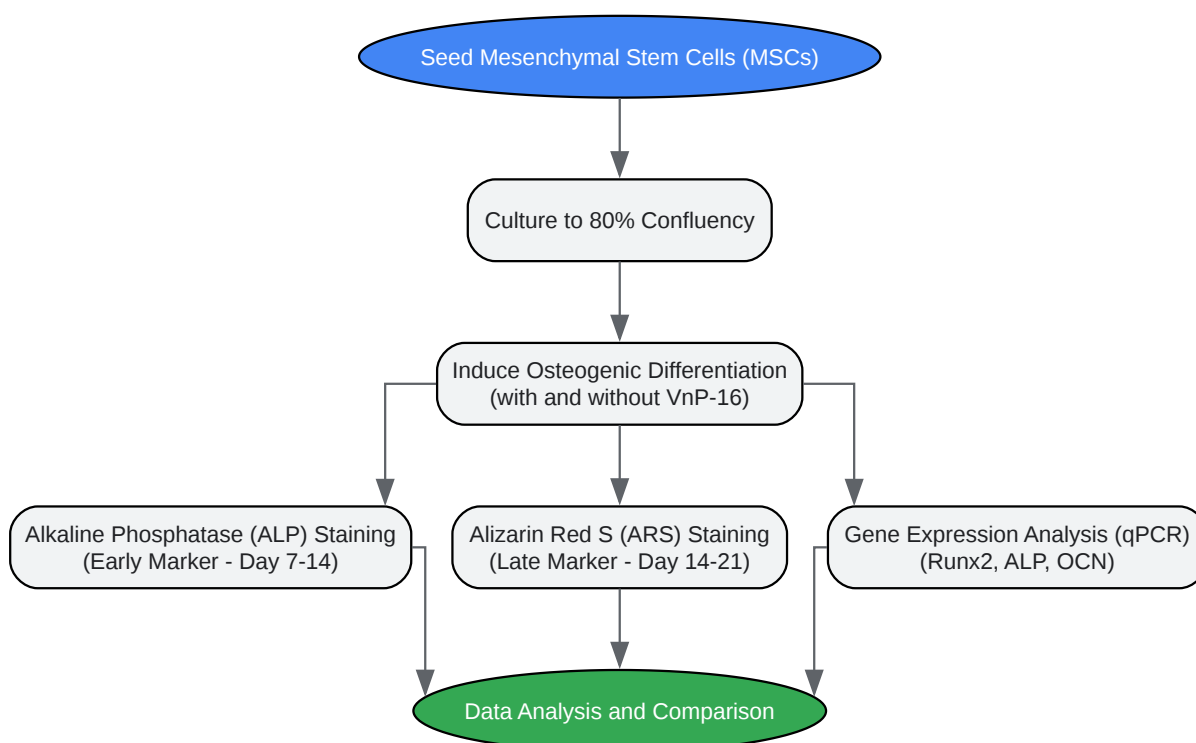 Seed Mesenchymal Stem Cells (MSCs)
Culture to 80% Confluency
Induce Osteogenic Differentiation
(with and without VnP-16)
Alkaline Phosphatase (ALP) Staining
(Early Marker - Day 7-14)
Alizarin Red S (ARS) Staining
(Late Marker - Day 14-21)
Gene Expression Analysis (qPCR)
(Runx2, ALP, OCN)
Data Analysis and Comparison